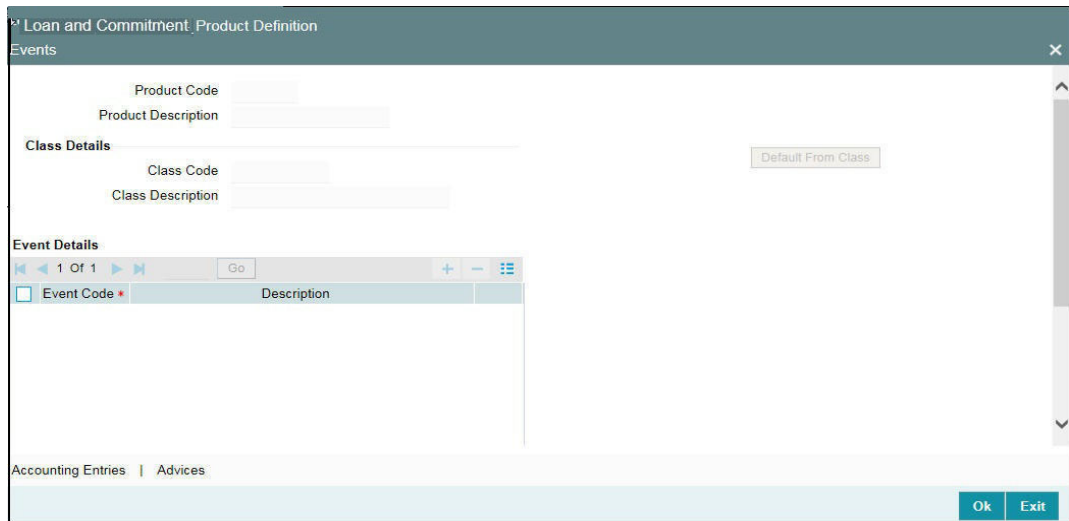 Loan and Commitment Product Definition
Events
Product Code
Product Description
Class Details
Default From Class
Class Code
Class Description
Event Details
1 Of 1 Go
Event Code * Description
Accounting Entries | Advices
Ok Exit